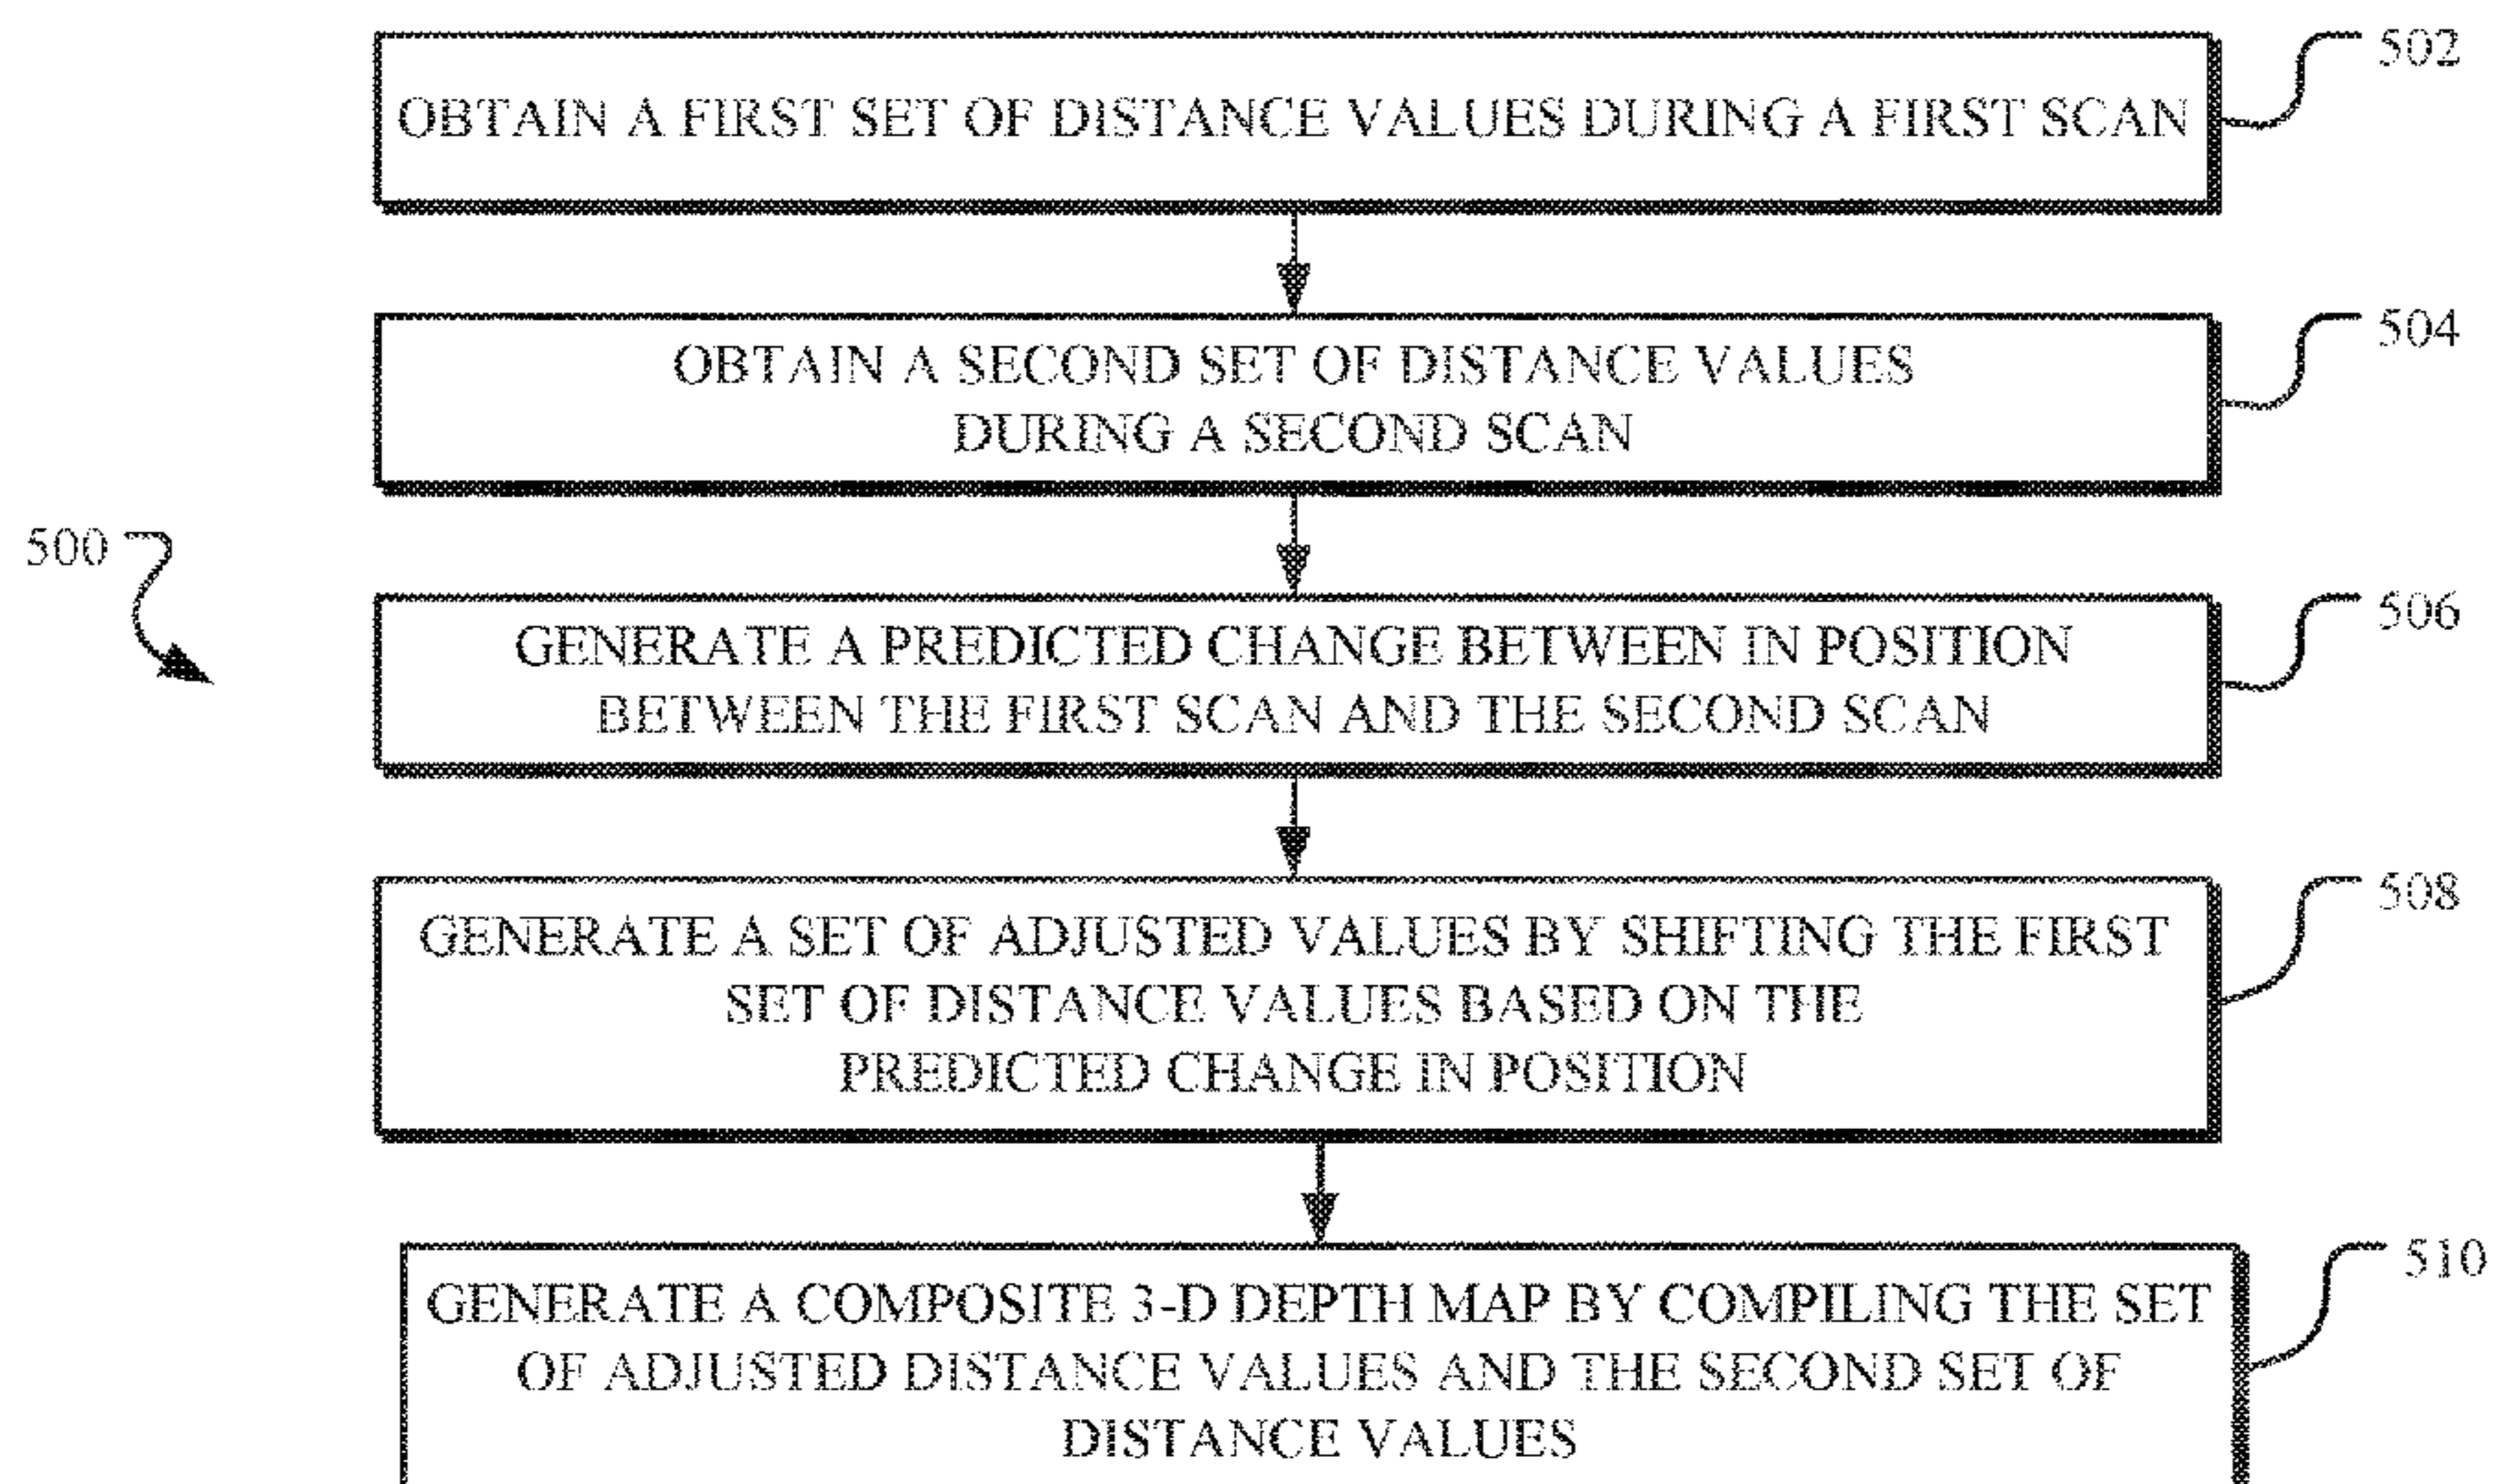 502
OBTAIN A FIRST SET OF DISTANCE VALUES DURING A FIRST SCAN
504
OBTAIN A SECOND SET OF DISTANCE VALUES
DURING A SECOND SCAN
500
506
GENERATE A PREDICTED CHANGE BETWEEN IN POSITION
BETWEEN THE FIRST SCAN AND THE SECOND SCAN
508
GENERATE A SET OF ADJUSTED VALUES BY SHIFTING THE FIRST
SET OF DISTANCE VALUES BASED ON THE
PREDICTED CHANGE IN POSITION
510
GENERATE A COMPOSITE 3-D DEPTH MAP BY COMPILING THE SET
OF ADJUSTED DISTANCE VALUES AND THE SECOND SET OF
DISTANCE VALUES